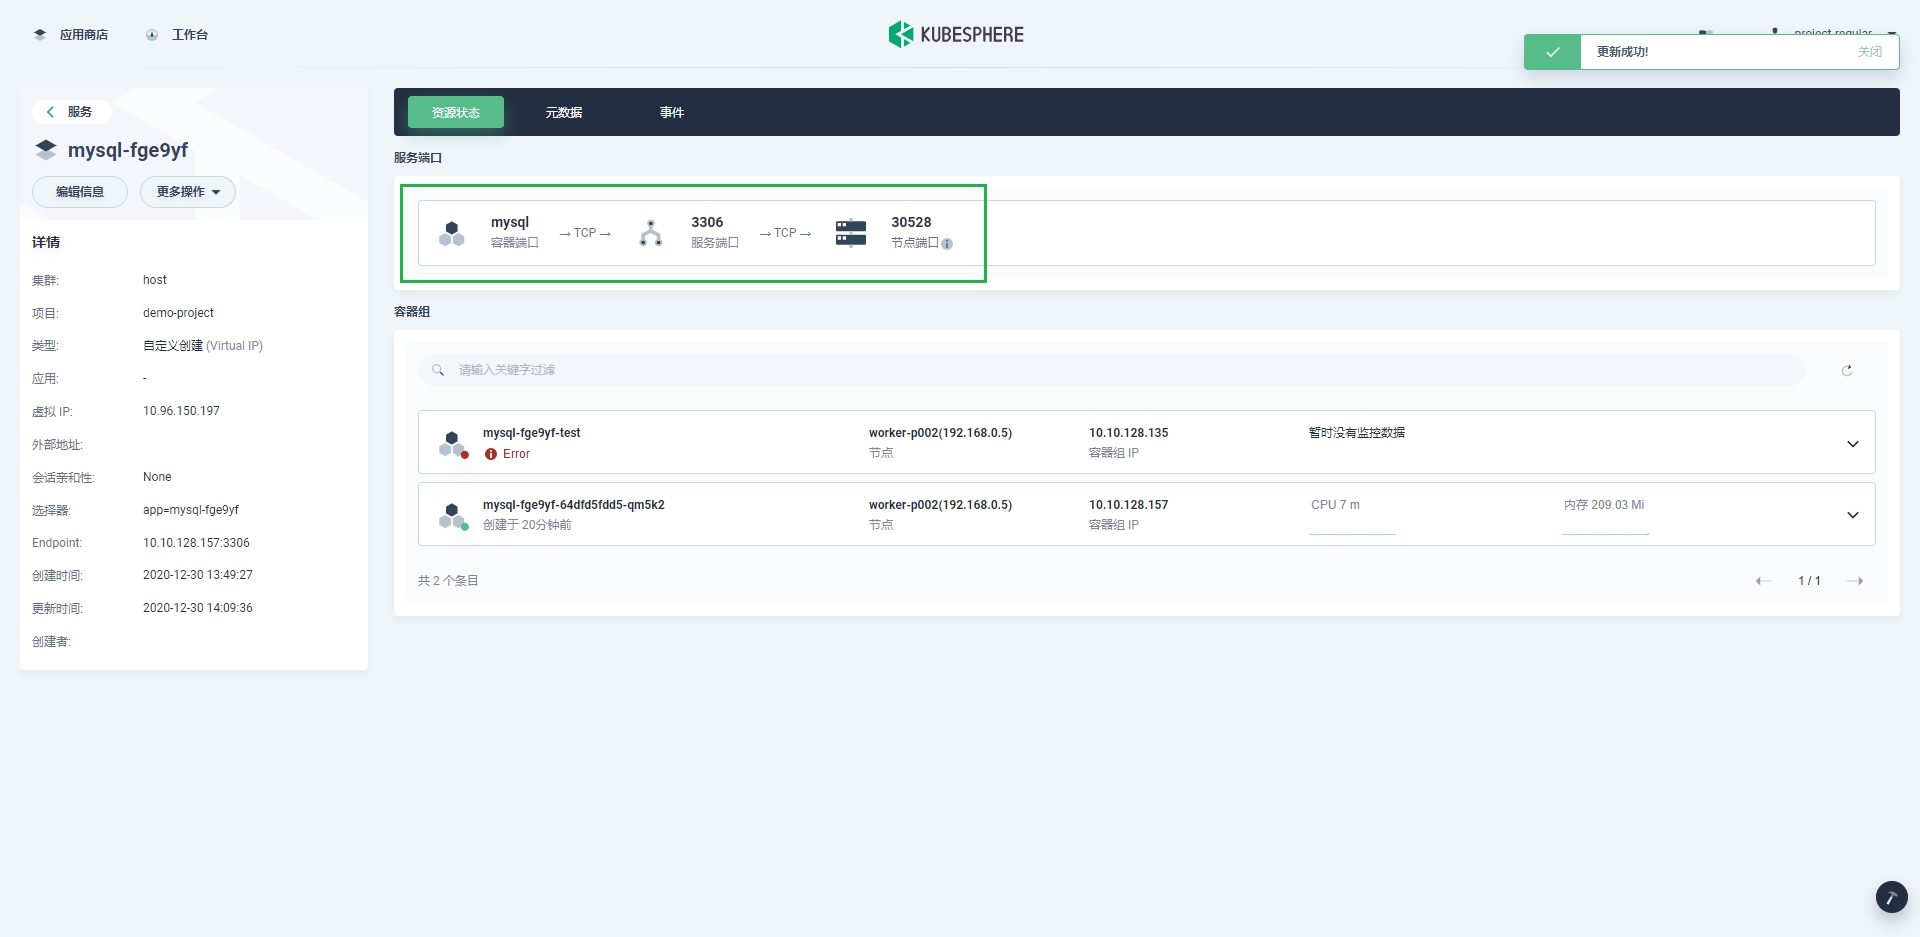 应用商店
工作台
KUBESPHERE
project-regular
更新成功!
关闭
服务
mysql-fge9yf
编辑信息
更多操作
详情
集群: host
项目: demo-project
类型: 自定义创建 (Virtual IP)
应用: -
虚拟 IP: 10.96.150.197
外部地址:
会话亲和性: None
选择器: app=mysql-fge9yf
Endpoint: 10.10.128.157:3306
创建时间: 2020-12-30 13:49:27
更新时间: 2020-12-30 14:09:36
创建者:
资源状态
元数据
事件
服务端口
mysql → TCP → 3306 → TCP → 30528
容器端口 服务端口 节点端口
容器组
请输入关键字过滤
mysql-fge9yf-test worker-p002(192.168.0.5) 10.10.128.135 暂时没有监控数据
Error 节点 容器组 IP
mysql-fge9yf-64dfd5fdd5-qm5k2 worker-p002(192.168.0.5) 10.10.128.157 CPU 7 m 内存 209.03 Mi
创建于 20分钟前 节点 容器组 IP
共 2 个条目
1 / 1